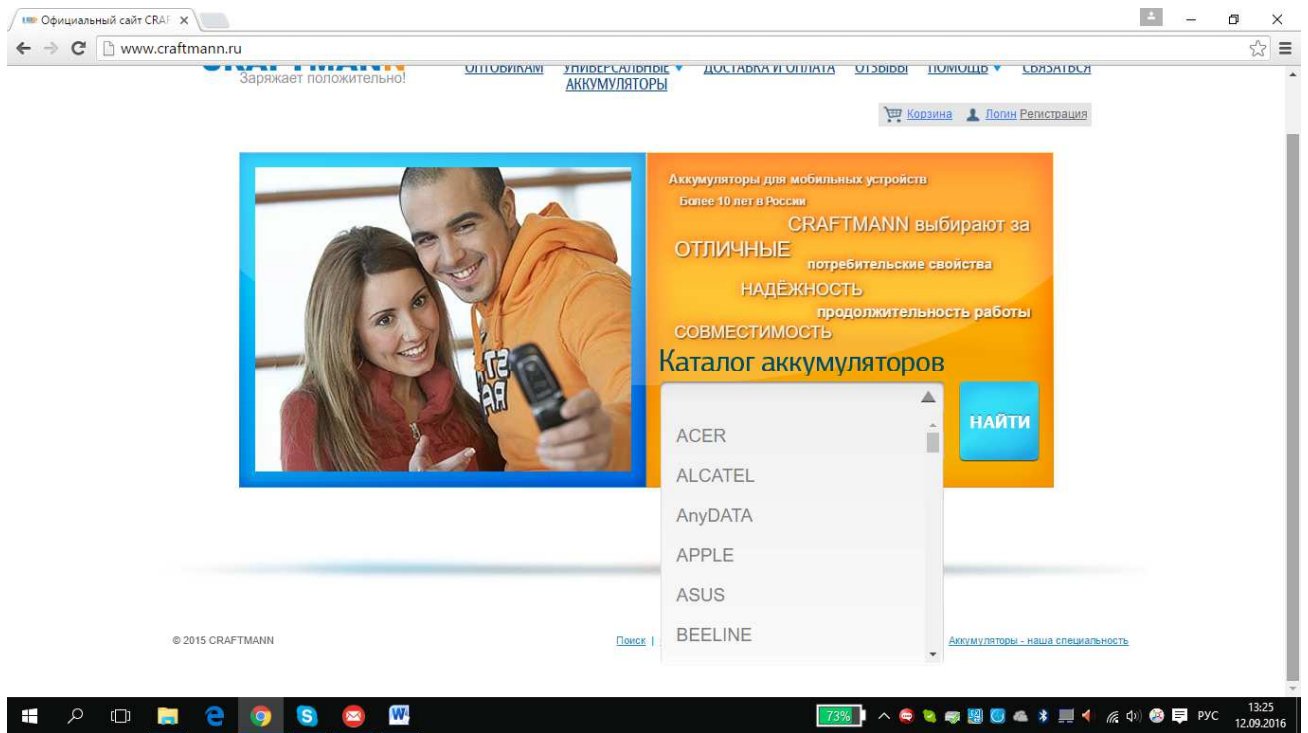 Официальный сайт CRAF
www.craftmann.ru
CRAFTMANN
Заряжает положительно!
ОПТОВИКАМ
УНИВЕРСАЛЬНЫЕ
АККУМУЛЯТОРЫ
ДОСТАВКА И ОПЛАТА
ОТЗЫВЫ
ПОМОЩЬ
СВЯЗАТЬСЯ
Корзина Логин Регистрация
Аккумуляторы для мобильных устройств
Более 10 лет в России
CRAFTMANN выбирают за
ОТЛИЧНЫЕ
потребительские свойства
НАДЁЖНОСТЬ
продолжительность работы
СОВМЕСТИМОСТЬ
Каталог аккумуляторов
НАЙТИ
ACER
ALCATEL
AnyDATA
APPLE
ASUS
BEELINE
© 2015 CRAFTMANN
Поиск |
Аккумуляторы - наша специальность
73%
РУС
13:25
12.09.2016